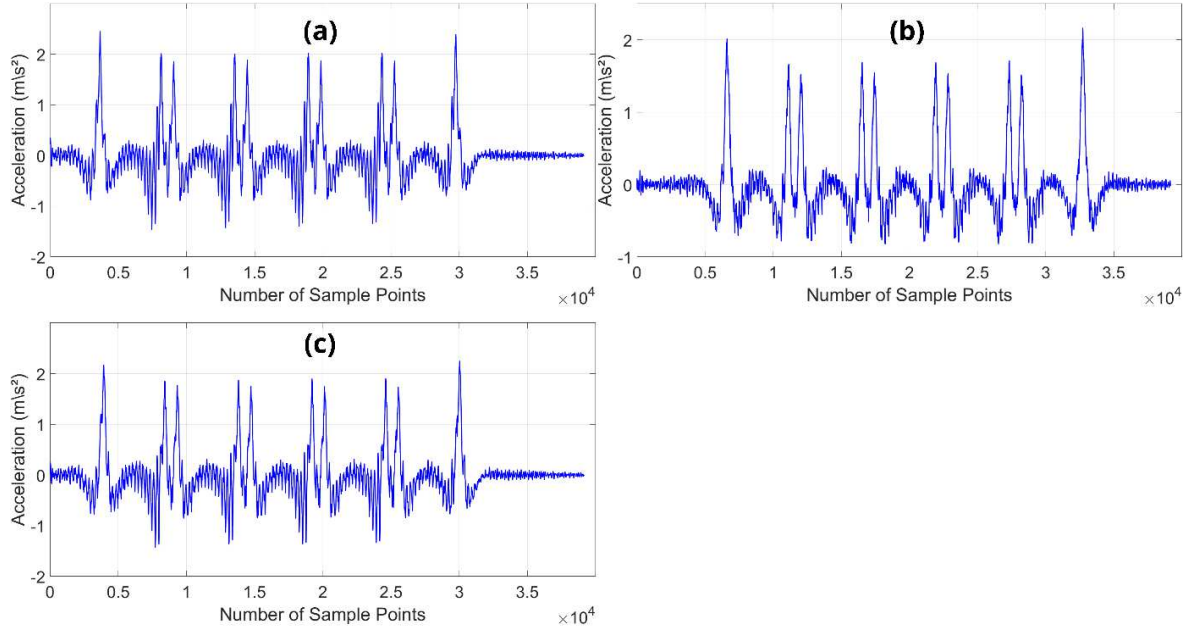 (a)
Acceleration (m\s²)
2
1
0
-1
-2
0 0.5 1 1.5 2 2.5 3 3.5
Number of Sample Points
×10⁴
(b)
Acceleration (m\s²)
2
1
0
-1
0 0.5 1 1.5 2 2.5 3 3.5
Number of Sample Points
×10⁴
(c)
Acceleration (m\s²)
2
1
0
-1
-2
0 0.5 1 1.5 2 2.5 3 3.5
Number of Sample Points
×10⁴